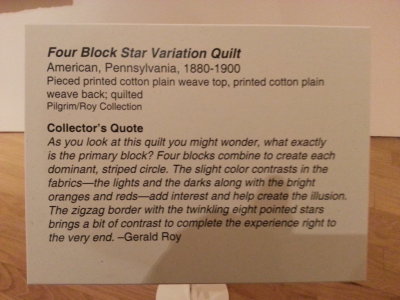 Four Block Star Variation Quilt
American, Pennsylvania, 1880-1900
Pieced printed cotton plain weave top, printed cotton plain
weave back; quilted
Pilgrim/Roy Collection
Collector's Quote
As you look at this quilt you might wonder, what exactly
is the primary block? Four blocks combine to create each
dominant, striped circle. The slight color contrasts in the
fabrics—the lights and the darks along with the bright
oranges and reds—add interest and help create the illusion.
The zigzag border with the twinkling eight pointed stars
brings a bit of contrast to complete the experience right to
the very end. –Gerald Roy